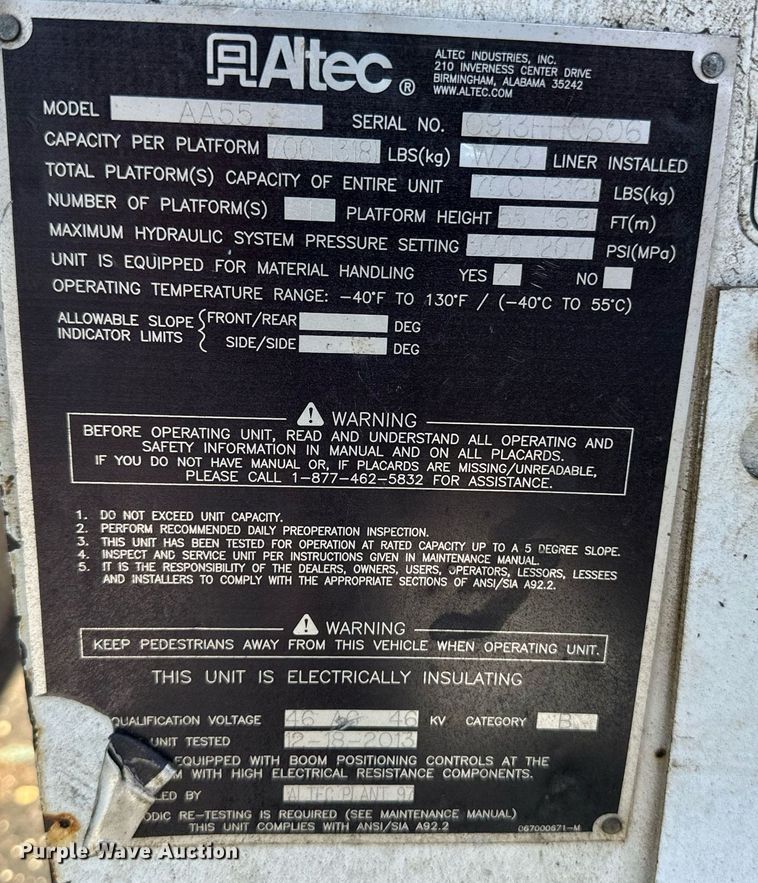 Altec®
ALTEC INDUSTRIES, INC.
210 INVERNESS CENTER DRIVE
BIRMINGHAM, ALABAMA 35242
WWW.ALTEC.COM
MODEL AA55 SERIAL NO.
CAPACITY PER PLATFORM LBS(kg) W/O LINER INSTALLED
TOTAL PLATFORM(S) CAPACITY OF ENTIRE UNIT LBS(kg)
NUMBER OF PLATFORM(S) PLATFORM HEIGHT FT(m)
MAXIMUM HYDRAULIC SYSTEM PRESSURE SETTING PSI(MPa)
UNIT IS EQUIPPED FOR MATERIAL HANDLING YES NO
OPERATING TEMPERATURE RANGE: -40°F TO 130°F / (-40°C TO 55°C)
ALLOWABLE SLOPE INDICATOR LIMITS
FRONT/REAR DEG
SIDE/SIDE DEG
WARNING
BEFORE OPERATING UNIT, READ AND UNDERSTAND ALL OPERATING AND
SAFETY INFORMATION IN MANUAL AND ON ALL PLACARDS.
IF YOU DO NOT HAVE MANUAL OR, IF PLACARDS ARE MISSING/UNREADABLE,
PLEASE CALL 1-877-462-5832 FOR ASSISTANCE.
1. DO NOT EXCEED UNIT CAPACITY.
2. PERFORM RECOMMENDED DAILY PREOPERATION INSPECTION.
3. THIS UNIT HAS BEEN TESTED FOR OPERATION AT RATED CAPACITY UP TO A 5 DEGREE SLOPE.
4. INSPECT AND SERVICE UNIT PER INSTRUCTIONS GIVEN IN MAINTENANCE MANUAL.
5. IT IS THE RESPONSIBILITY OF THE DEALERS, OWNERS, USERS, OPERATORS, LESSORS, LESSEES
AND INSTALLERS TO COMPLY WITH THE APPROPRIATE SECTIONS OF ANSI/SIA A92.2.
WARNING
KEEP PEDESTRIANS AWAY FROM THIS VEHICLE WHEN OPERATING UNIT.
THIS UNIT IS ELECTRICALLY INSULATING
QUALIFICATION VOLTAGE 46 AC 46 KV CATEGORY B
UNIT TESTED 12-18-2013
EQUIPPED WITH BOOM POSITIONING CONTROLS AT THE
WITH HIGH ELECTRICAL RESISTANCE COMPONENTS.
BY ALTEC PLANT 97
RE-TESTING IS REQUIRED (SEE MAINTENANCE MANUAL)
THIS UNIT COMPLIES WITH ANSI/SIA A92.2
067000671-M
Purple Wave Auction